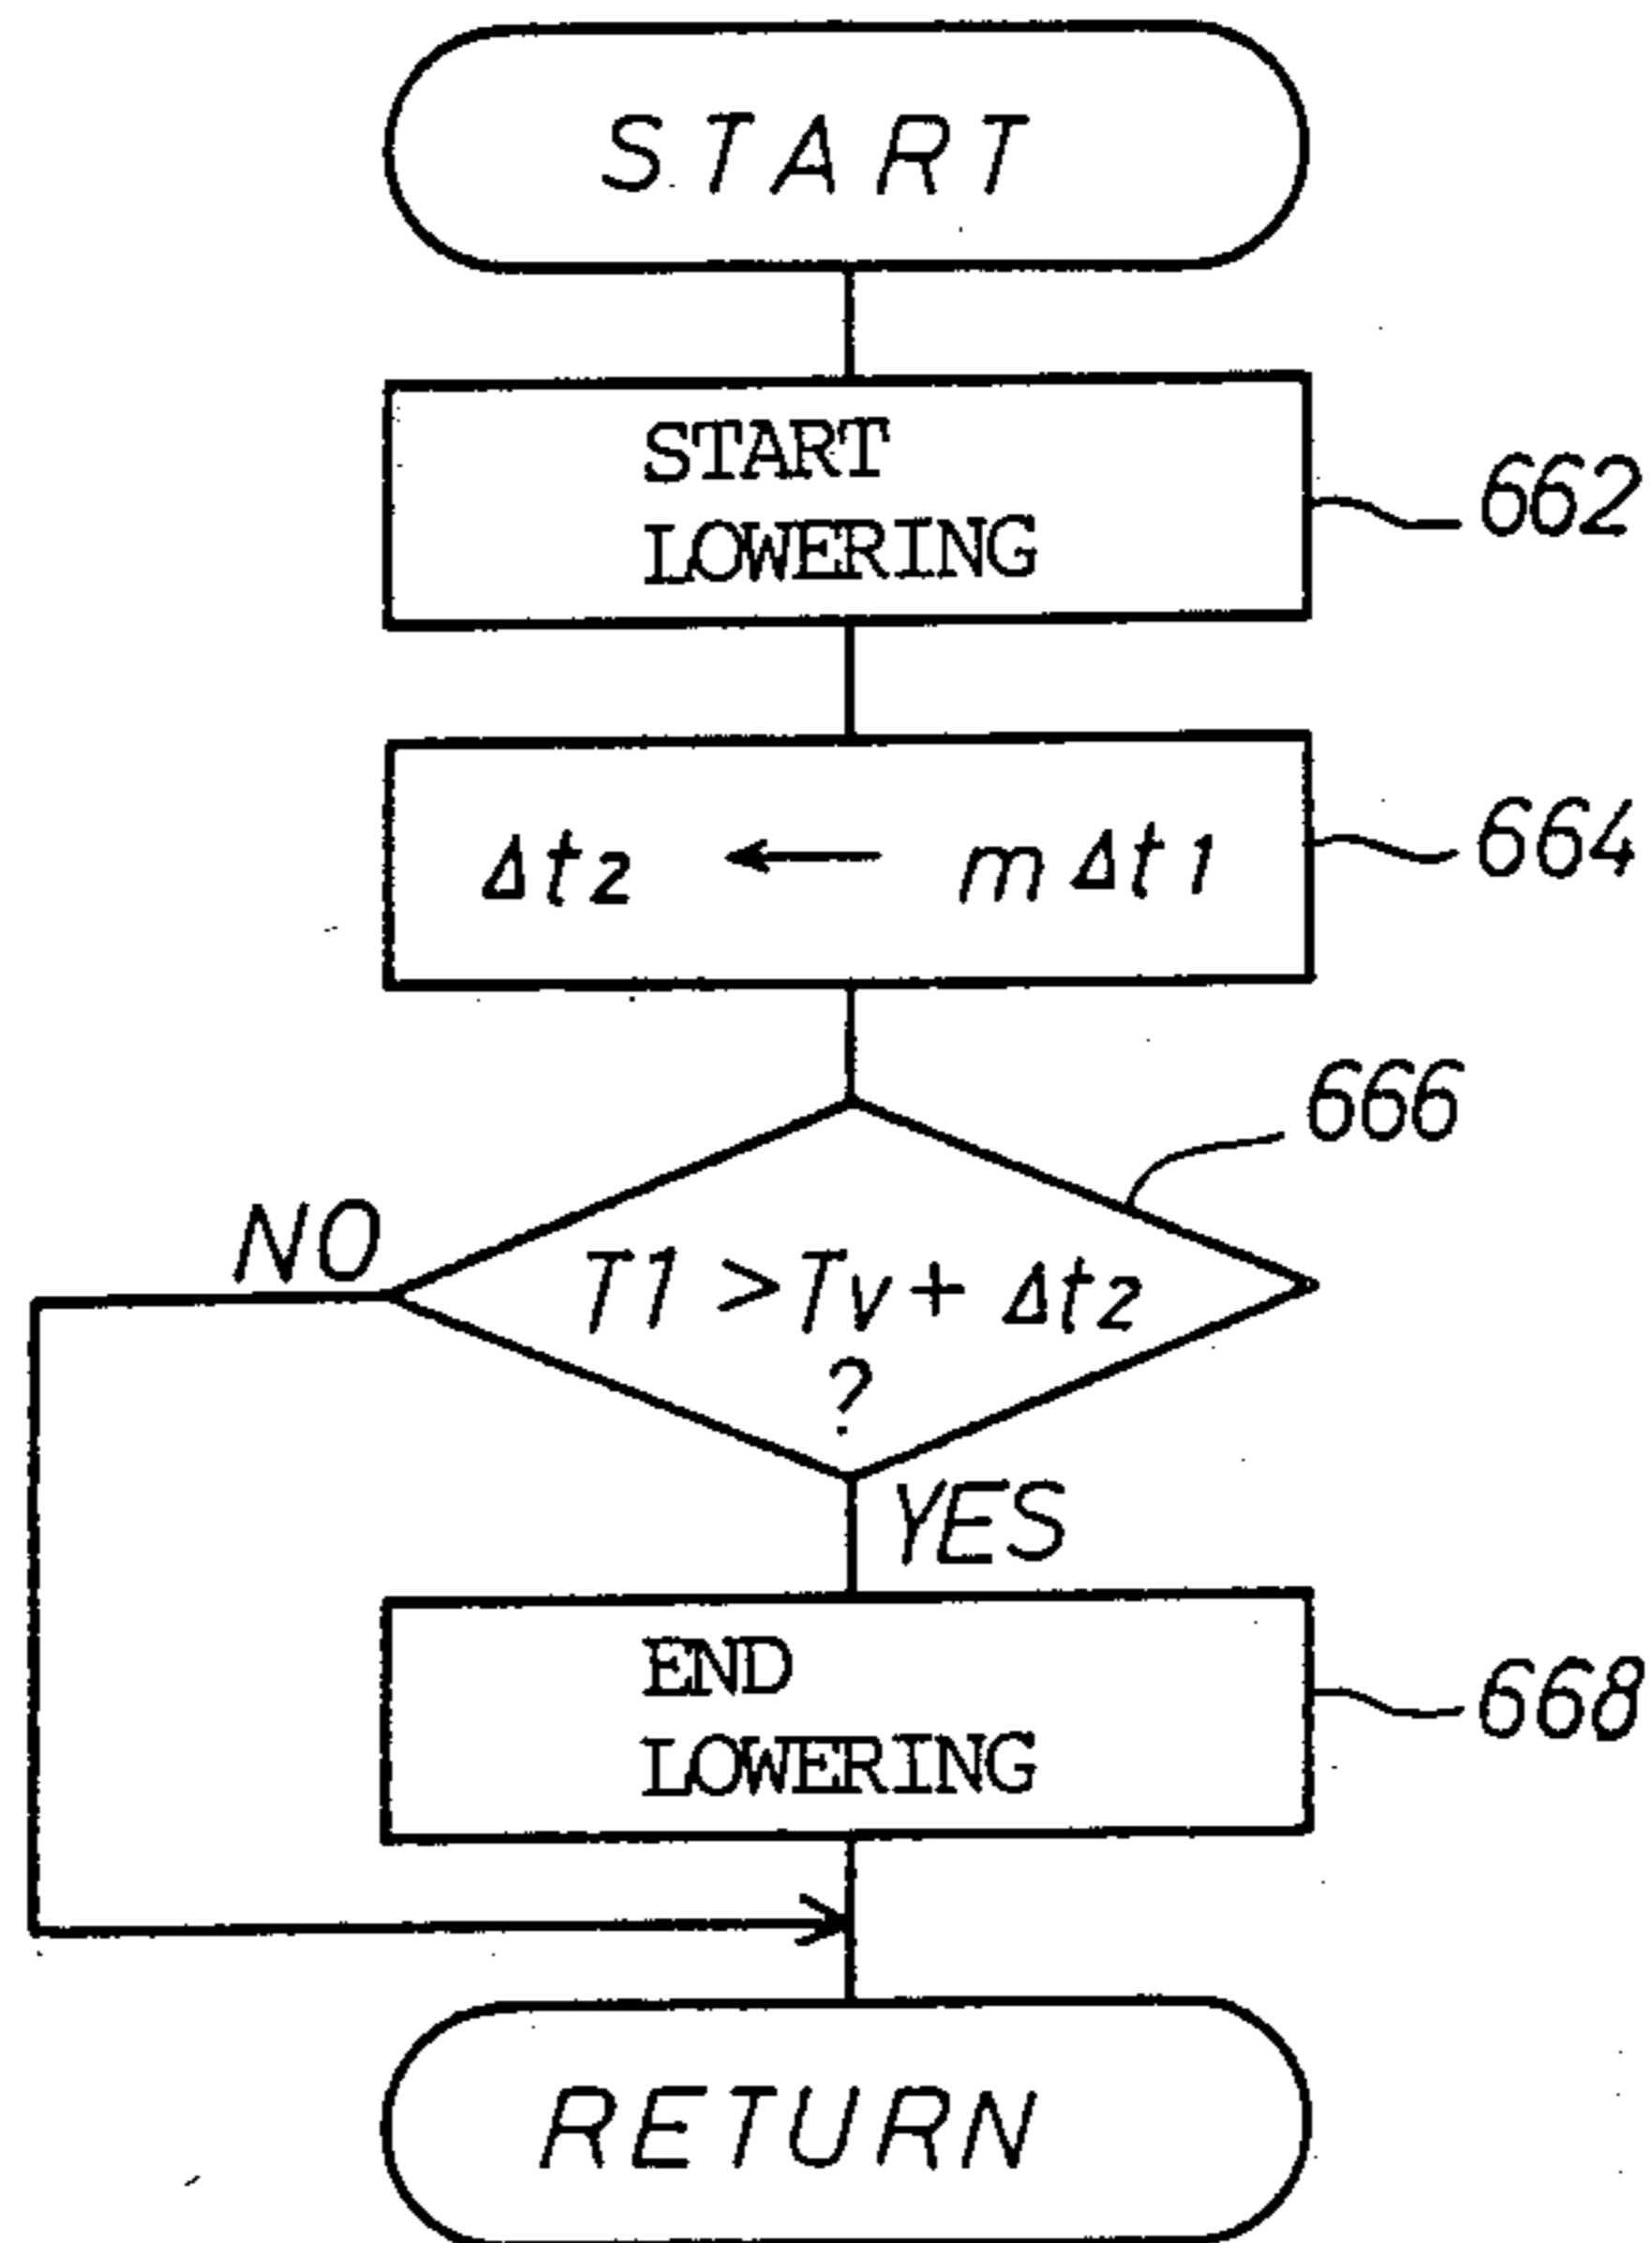 START
START
LOWERING
662
Δt2 ← mΔt1
664
666
NO
T1 > Tv + Δt2
?
YES
END
LOWERING
668
RETURN